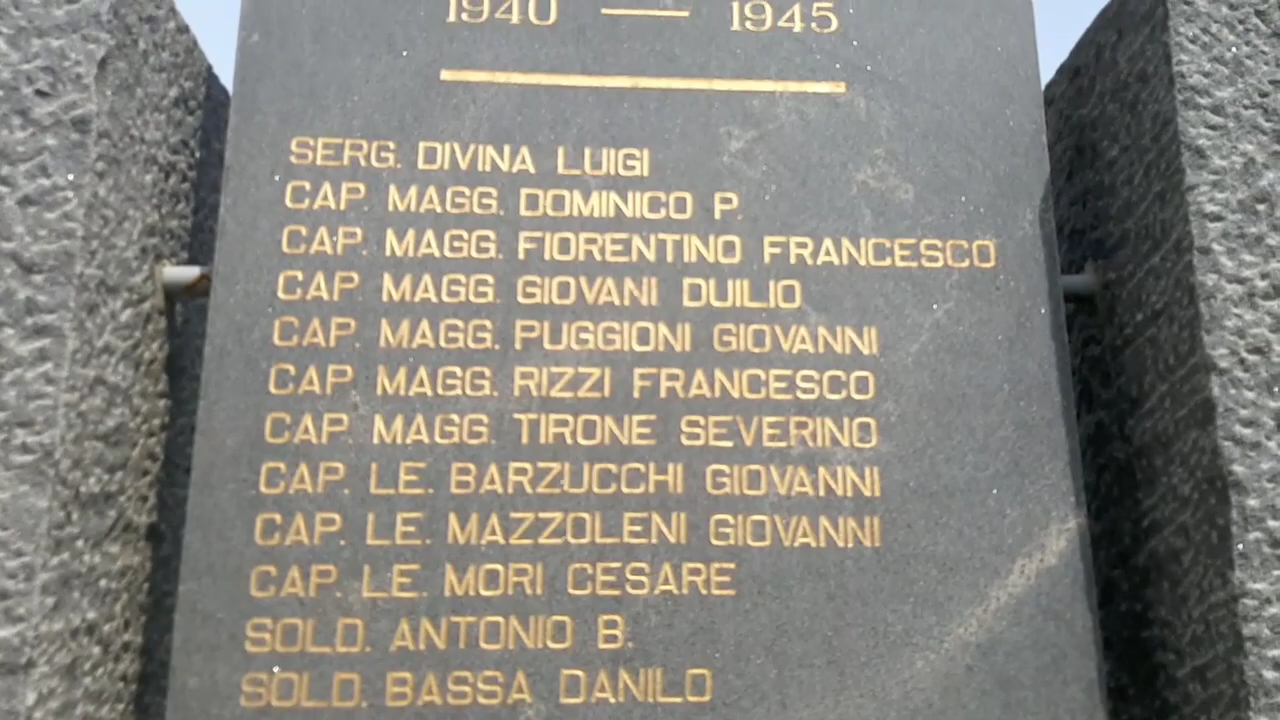 1940 — 1945
SERG. DIVINA LUIGI
CAP. MAGG. DOMINICO P.
CAP. MAGG. FIORENTINO FRANCESCO
CAP. MAGG. GIOVANI DUILIO
CAP. MAGG. PUGGIONI GIOVANNI
CAP. MAGG. RIZZI FRANCESCO
CAP. MAGG. TIRONE SEVERINO
CAP. LE. BARZUCCHI GIOVANNI
CAP. LE. MAZZOLENI GIOVANNI
CAP. LE. MORI CESARE
SOLD. ANTONIO B.
SOLD. BASSA DANILO